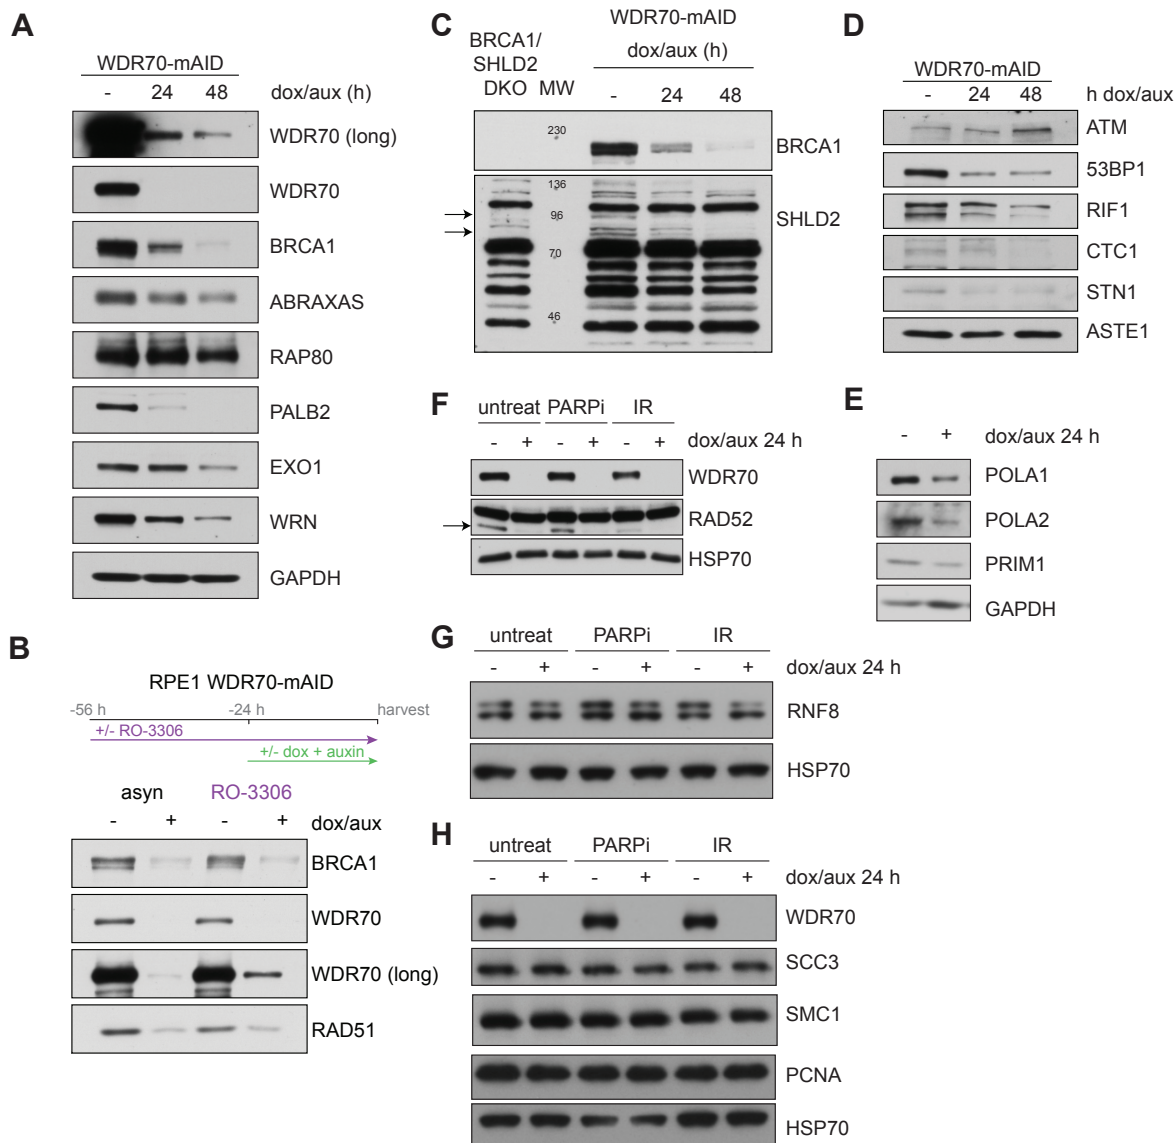 A
WDR70-mAID
- 24 48 dox/aux (h)
WDR70 (long)
WDR70
BRCA1
ABRAXAS
RAP80
PALB2
EXO1
WRN
GAPDH
B
RPE1 WDR70-mAID
-56 h -24 h harvest
+/- RO-3306
+/- dox + auxin
asyn RO-3306
- + - + dox/aux
BRCA1
WDR70
WDR70 (long)
RAD51
C
WDR70-mAID
BRCA1/
SHLD2
DKO MW
dox/aux (h)
- 24 48
230
BRCA1
136
96
SHLD2
70
46
D
WDR70-mAID
- 24 48 h dox/aux
ATM
53BP1
RIF1
CTC1
STN1
ASTE1
E
- + dox/aux 24 h
POLA1
POLA2
PRIM1
GAPDH
F
untreat PARPi IR
- + - + - + dox/aux 24 h
WDR70
RAD52
HSP70
G
untreat PARPi IR
- + - + - + dox/aux 24 h
RNF8
HSP70
H
untreat PARPi IR
- + - + - + dox/aux 24 h
WDR70
SCC3
SMC1
PCNA
HSP70